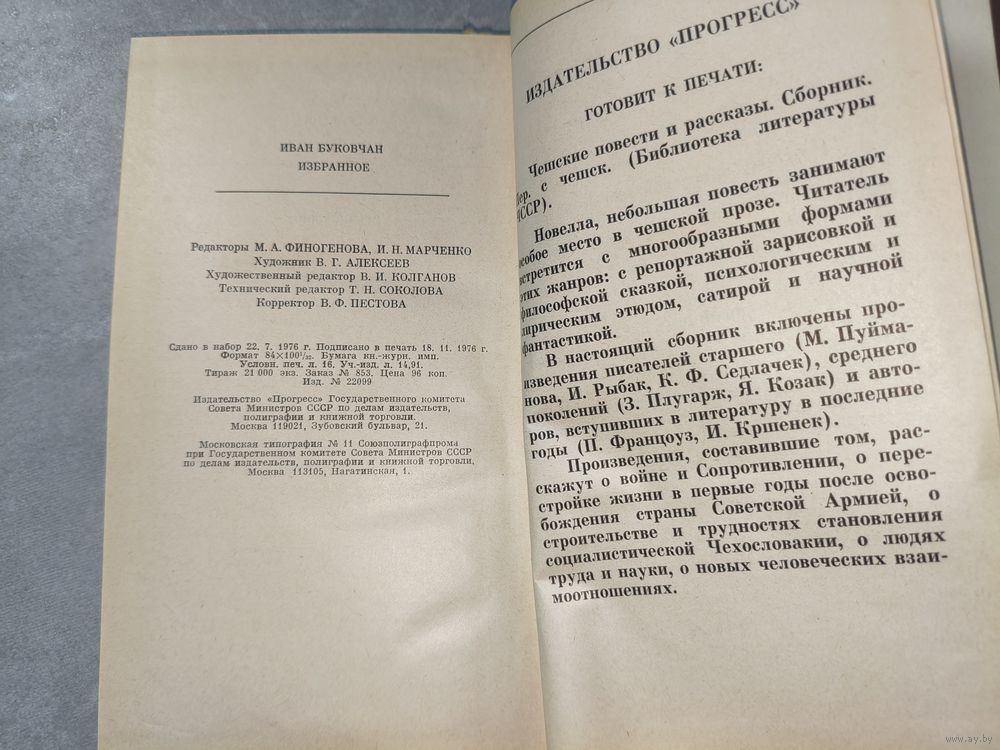 ИВАН БУКОВЧАН
ИЗБРАННОЕ
Редакторы М. А. ФИНОГЕНОВА, И. Н. МАРЧЕНКО
Художник В. Г. АЛЕКСЕЕВ
Художественный редактор В. И. КОЛГАНОВ
Технический редактор Т. Н. СОКОЛОВА
Корректор В. Ф. ПЕСТОВА
Сдано в набор 22. 7. 1976 г. Подписано в печать 18. 11. 1976 г.
Формат 84×100¹/₃₂. Бумага кн.-журн. имп.
Условн. печ. л. 16. Уч.-изд. л. 14,91.
Тираж 21 000 экз. Заказ № 853. Цена 96 коп.
Изд. № 22099
Издательство «Прогресс» Государственного комитета
Совета Министров СССР по делам издательств,
полиграфии и книжной торговли.
Москва 119021, Зубовский бульвар, 21.
Московская типография № 11 Союзполиграфпрома
при Государственном комитете Совета Министров СССР
по делам издательств, полиграфии и книжной торговли,
Москва 113105, Нагатинская, 1.
ИЗДАТЕЛЬСТВО «ПРОГРЕСС»
ГОТОВИТ К ПЕЧАТИ:
Чешские повести и рассказы. Сборник.
Пер. с чешск. (Библиотека литературы
ЧССР).
Новелла, небольшая повесть занимают
особое место в чешской прозе. Читатель
встретится с многообразными формами
этих жанров: с репортажной зарисовкой и
философской сказкой, психологическим и
лирическим этюдом, сатирой и научной
фантастикой.
В настоящий сборник включены про-
изведения писателей старшего (М. Пуйма-
нова, И. Рыбак, К. Ф. Седлачек), среднего
поколений (З. Плугарж, Я. Козак) и авто-
ров, вступивших в литературу в последние
годы (П. Францоуз, И. Кршенек).
Произведения, составившие том, рас-
скажут о войне и Сопротивлении, о пере-
стройке жизни в первые годы после осво-
бождения страны Советской Армией, о
строительстве и трудностях становления
социалистической Чехословакии, о людях
труда и науки, о новых человеческих взаи-
моотношениях.
www.ay.by